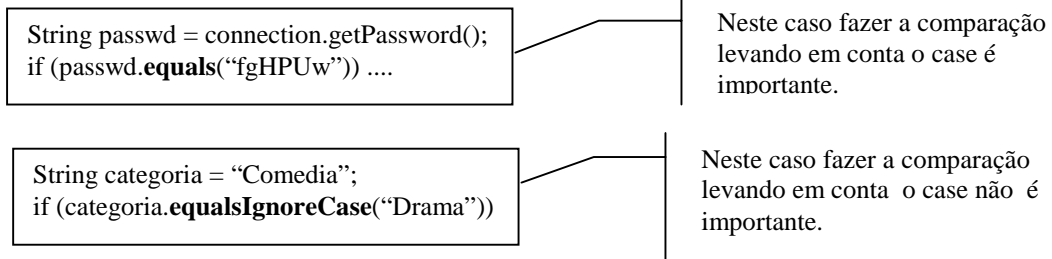 String passwd = connection.getPassword();
if (passwd.equals(“fgHPUw”)) ....
Neste caso fazer a comparação
levando em conta o case é
importante.
String categoria = “Comedia”;
if (categoria.equalsIgnoreCase(“Drama”))
Neste caso fazer a comparação
levando em conta  o case não  é
importante.